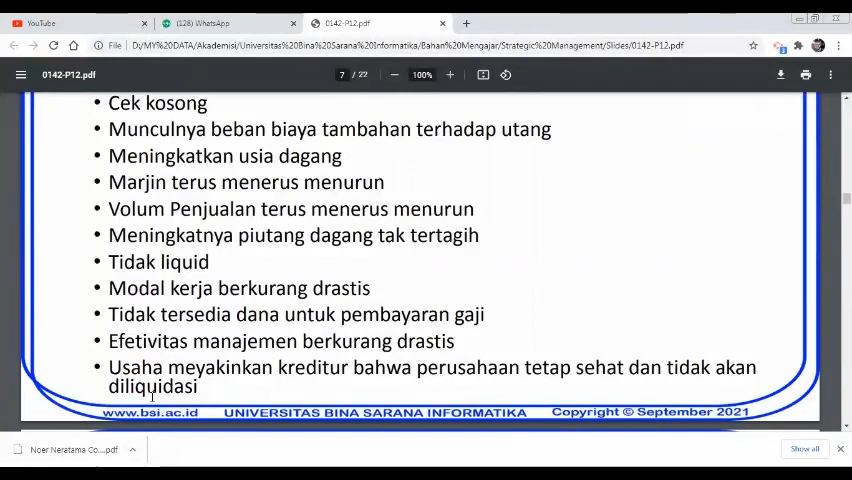 YouTube
(128) WhatsApp
0142-P12.pdf
File
D:/MY%20DATA/Akademisi/Universitas%20Bina%20Sarana%20Informatika/Bahan%20Mengajar/Strategic%20Management/Slides/0142-P12.pdf
0142-P12.pdf
7 / 22
100%
• Cek kosong
• Munculnya beban biaya tambahan terhadap utang
• Meningkatkan usia dagang
• Marjin terus menerus menurun
• Volum Penjualan terus menerus menurun
• Meningkatnya piutang dagang tak tertagih
• Tidak liquid
• Modal kerja berkurang drastis
• Tidak tersedia dana untuk pembayaran gaji
• Efetivitas manajemen berkurang drastis
• Usaha meyakinkan kreditur bahwa perusahaan tetap sehat dan tidak akan
diliquidasi
www.bsi.ac.id UNIVERSITAS BINA SARANA INFORMATIKA Copyright © September 2021
Noer Neratama Co....pdf
Show all